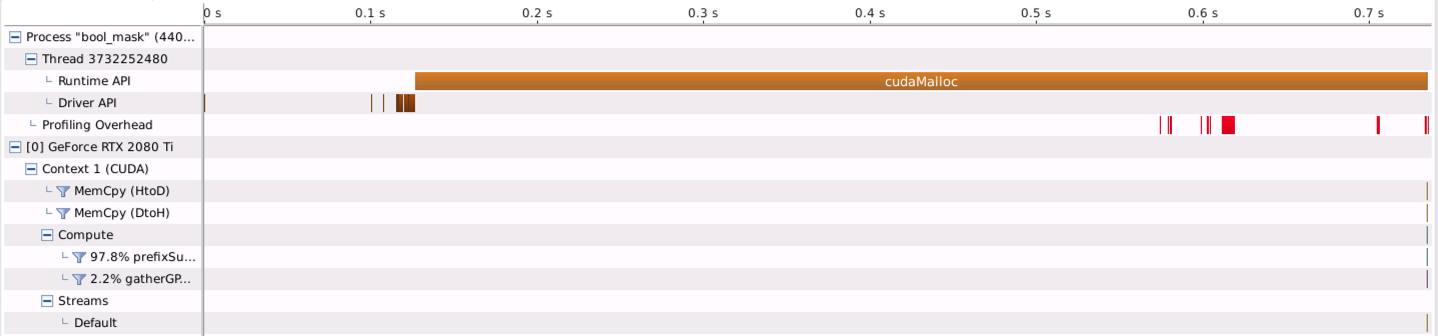 0 s 0.1 s 0.2 s 0.3 s 0.4 s 0.5 s 0.6 s 0.7 s
Process "bool_mask" (440...
Thread 3732252480
Runtime API cudaMalloc
Driver API
Profiling Overhead
[0] GeForce RTX 2080 Ti
Context 1 (CUDA)
MemCpy (HtoD)
MemCpy (DtoH)
Compute
97.8% prefixSu...
2.2% gatherGP...
Streams
Default